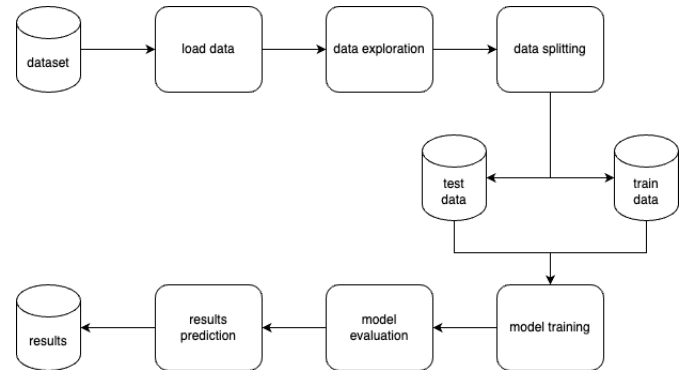 dataset
load data
data exploration
data splitting
test
data
train
data
results
results
prediction
model
evaluation
model training